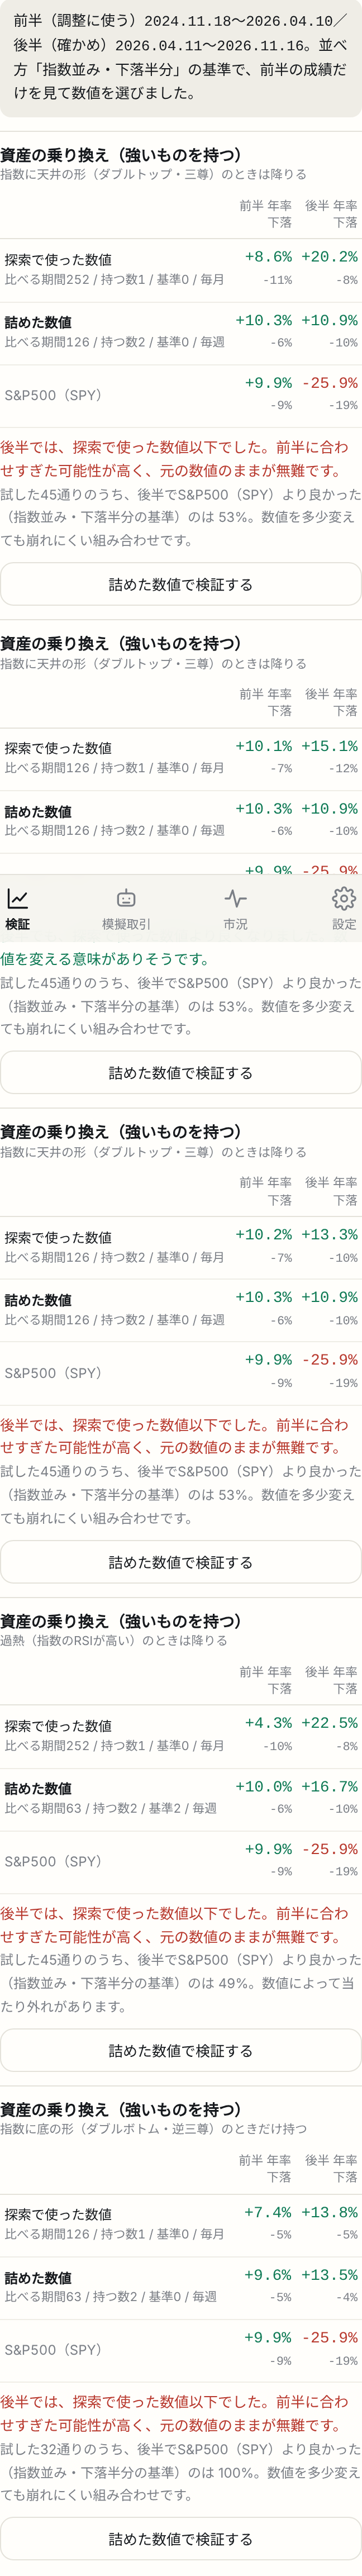 前半（調整に使う）2024.11.18〜2026.04.10／
後半（確かめ）2026.04.11〜2026.11.16。並べ
方「指数並み・下落半分」の基準で、前半の成績だ
けを見て数値を選びました。
資産の乗り換え（強いものを持つ）
指数に天井の形（ダブルトップ・三尊）のときは降りる
前半 年率 後半 年率
下落 下落
探索で使った数値 +8.6% +20.2%
比べる期間252 / 持つ数1 / 基準0 / 毎月 -11% -8%
詰めた数値 +10.3% +10.9%
比べる期間126 / 持つ数2 / 基準0 / 毎週 -6% -10%
S&P500（SPY） +9.9% -25.9%
-9% -19%
後半では、探索で使った数値以下でした。前半に合わ
せすぎた可能性が高く、元の数値のままが無難です。
試した45通りのうち、後半でS&P500（SPY）より良かった
（指数並み・下落半分の基準）のは 53%。数値を多少変え
ても崩れにくい組み合わせです。
詰めた数値で検証する
資産の乗り換え（強いものを持つ）
指数に天井の形（ダブルトップ・三尊）のときは降りる
前半 年率 後半 年率
下落 下落
探索で使った数値 +10.1% +15.1%
比べる期間126 / 持つ数1 / 基準0 / 毎月 -7% -12%
詰めた数値 +10.3% +10.9%
比べる期間126 / 持つ数2 / 基準0 / 毎週 -6% -10%
+9.9% -25.9%
検証 模擬取引 市況 設定
値を変える意味がありそうです。
試した45通りのうち、後半でS&P500（SPY）より良かった
（指数並み・下落半分の基準）のは 53%。数値を多少変え
ても崩れにくい組み合わせです。
詰めた数値で検証する
資産の乗り換え（強いものを持つ）
指数に天井の形（ダブルトップ・三尊）のときは降りる
前半 年率 後半 年率
下落 下落
探索で使った数値 +10.2% +13.3%
比べる期間126 / 持つ数2 / 基準0 / 毎月 -7% -10%
詰めた数値 +10.3% +10.9%
比べる期間126 / 持つ数2 / 基準0 / 毎週 -6% -10%
S&P500（SPY） +9.9% -25.9%
-9% -19%
後半では、探索で使った数値以下でした。前半に合わ
せすぎた可能性が高く、元の数値のままが無難です。
試した45通りのうち、後半でS&P500（SPY）より良かった
（指数並み・下落半分の基準）のは 53%。数値を多少変え
ても崩れにくい組み合わせです。
詰めた数値で検証する
資産の乗り換え（強いものを持つ）
過熱（指数のRSIが高い）のときは降りる
前半 年率 後半 年率
下落 下落
探索で使った数値 +4.3% +22.5%
比べる期間252 / 持つ数1 / 基準0 / 毎月 -10% -8%
詰めた数値 +10.0% +16.7%
比べる期間63 / 持つ数2 / 基準2 / 毎週 -6% -10%
S&P500（SPY） +9.9% -25.9%
-9% -19%
後半では、探索で使った数値以下でした。前半に合わ
せすぎた可能性が高く、元の数値のままが無難です。
試した45通りのうち、後半でS&P500（SPY）より良かった
（指数並み・下落半分の基準）のは 49%。数値によって当
たり外れがあります。
詰めた数値で検証する
資産の乗り換え（強いものを持つ）
指数に底の形（ダブルボトム・逆三尊）のときだけ持つ
前半 年率 後半 年率
下落 下落
探索で使った数値 +7.4% +13.8%
比べる期間126 / 持つ数1 / 基準0 / 毎月 -5% -5%
詰めた数値 +9.6% +13.5%
比べる期間63 / 持つ数2 / 基準0 / 毎週 -5% -4%
S&P500（SPY） +9.9% -25.9%
-9% -19%
後半では、探索で使った数値以下でした。前半に合わ
せすぎた可能性が高く、元の数値のままが無難です。
試した32通りのうち、後半でS&P500（SPY）より良かった
（指数並み・下落半分の基準）のは 100%。数値を多少変え
ても崩れにくい組み合わせです。
詰めた数値で検証する